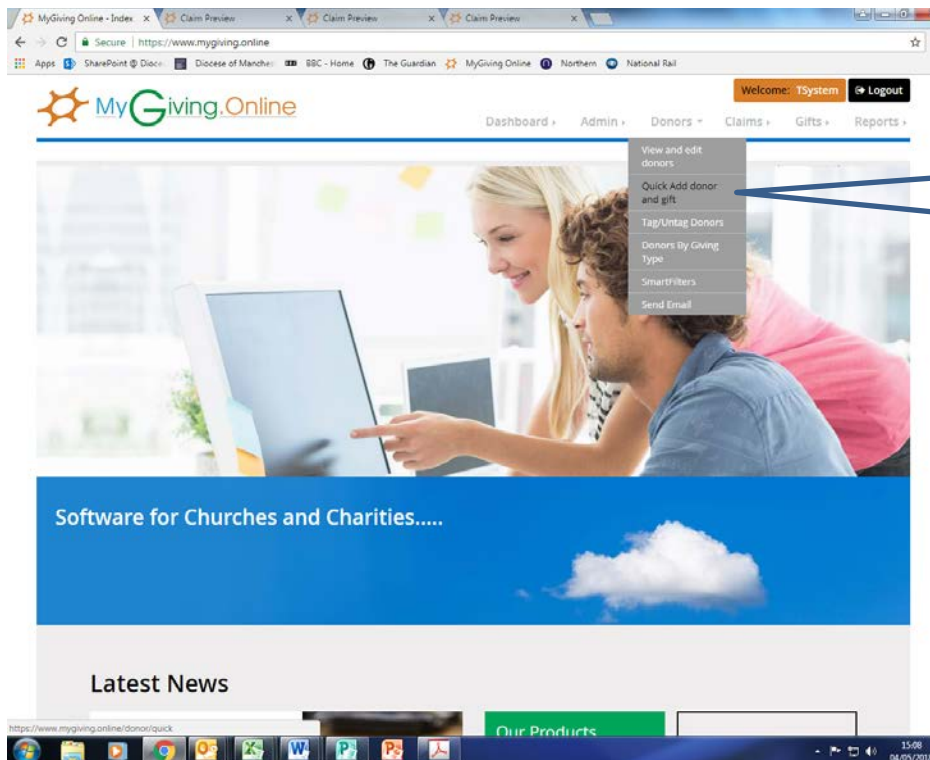 MyGiving Online - Index
Claim Preview
Claim Preview
Claim Preview
Secure | https://www.mygiving.online
Apps SharePoint @ Dioce Diocese of Manche BBC - Home The Guardian MyGiving Online Northern National Rail
Welcome: TSystem Logout
MyGiving.Online
Dashboard Admin Donors Claims Gifts Reports
View and edit
donors
Quick Add donor
and gift
Tag/Untag Donors
Donors By Giving
Type
SmartFilters
Send Email
Software for Churches and Charities.....
Latest News
Our Products
https://www.mygiving.online/donor/quick
15:08